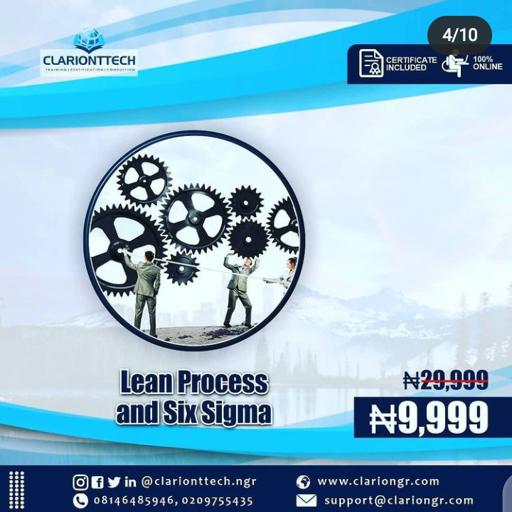 4/10
CLARIONTTECH
TRAINING | CERTIFICATION | CONSULTING
CERTIFICATE
INCLUDED
100%
ONLINE
Lean Process
and Six Sigma
₦29,999
₦9,999
@clarionttech.ngr
www.clariongr.com
08146485946, 0209755435
support@clariongr.com